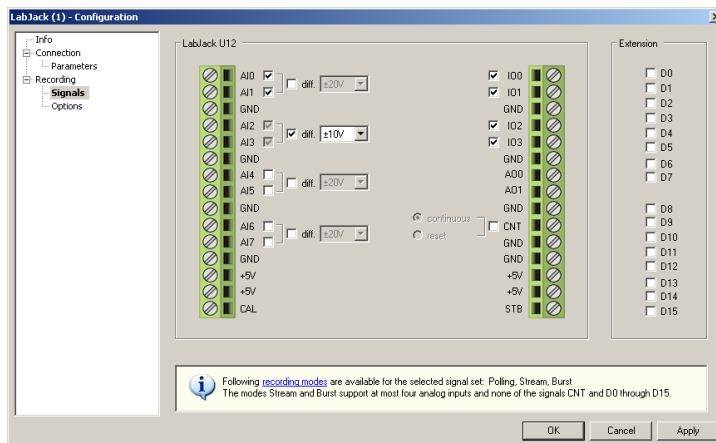 LabJack (1) - Configuration
Info
Connection
Parameters
Recording
Signals
Options
LabJack U12
AI0
AI1
diff. ±20V
GND
AI2
AI3
diff. ±10V
GND
AI4
AI5
diff. ±20V
GND
AI6
AI7
diff. ±20V
GND
+5V
+5V
CAL
IO0
IO1
GND
IO2
IO3
GND
AO0
AO1
GND
continuous
reset
CNT
GND
GND
+5V
+5V
STB
Extension
D0
D1
D2
D3
D4
D5
D6
D7
D8
D9
D10
D11
D12
D13
D14
D15
Following recording modes are available for the selected signal set: Polling, Stream, Burst
The modes Stream and Burst support at most four analog inputs and none of the signals CNT and D0 through D15.
OK Cancel Apply